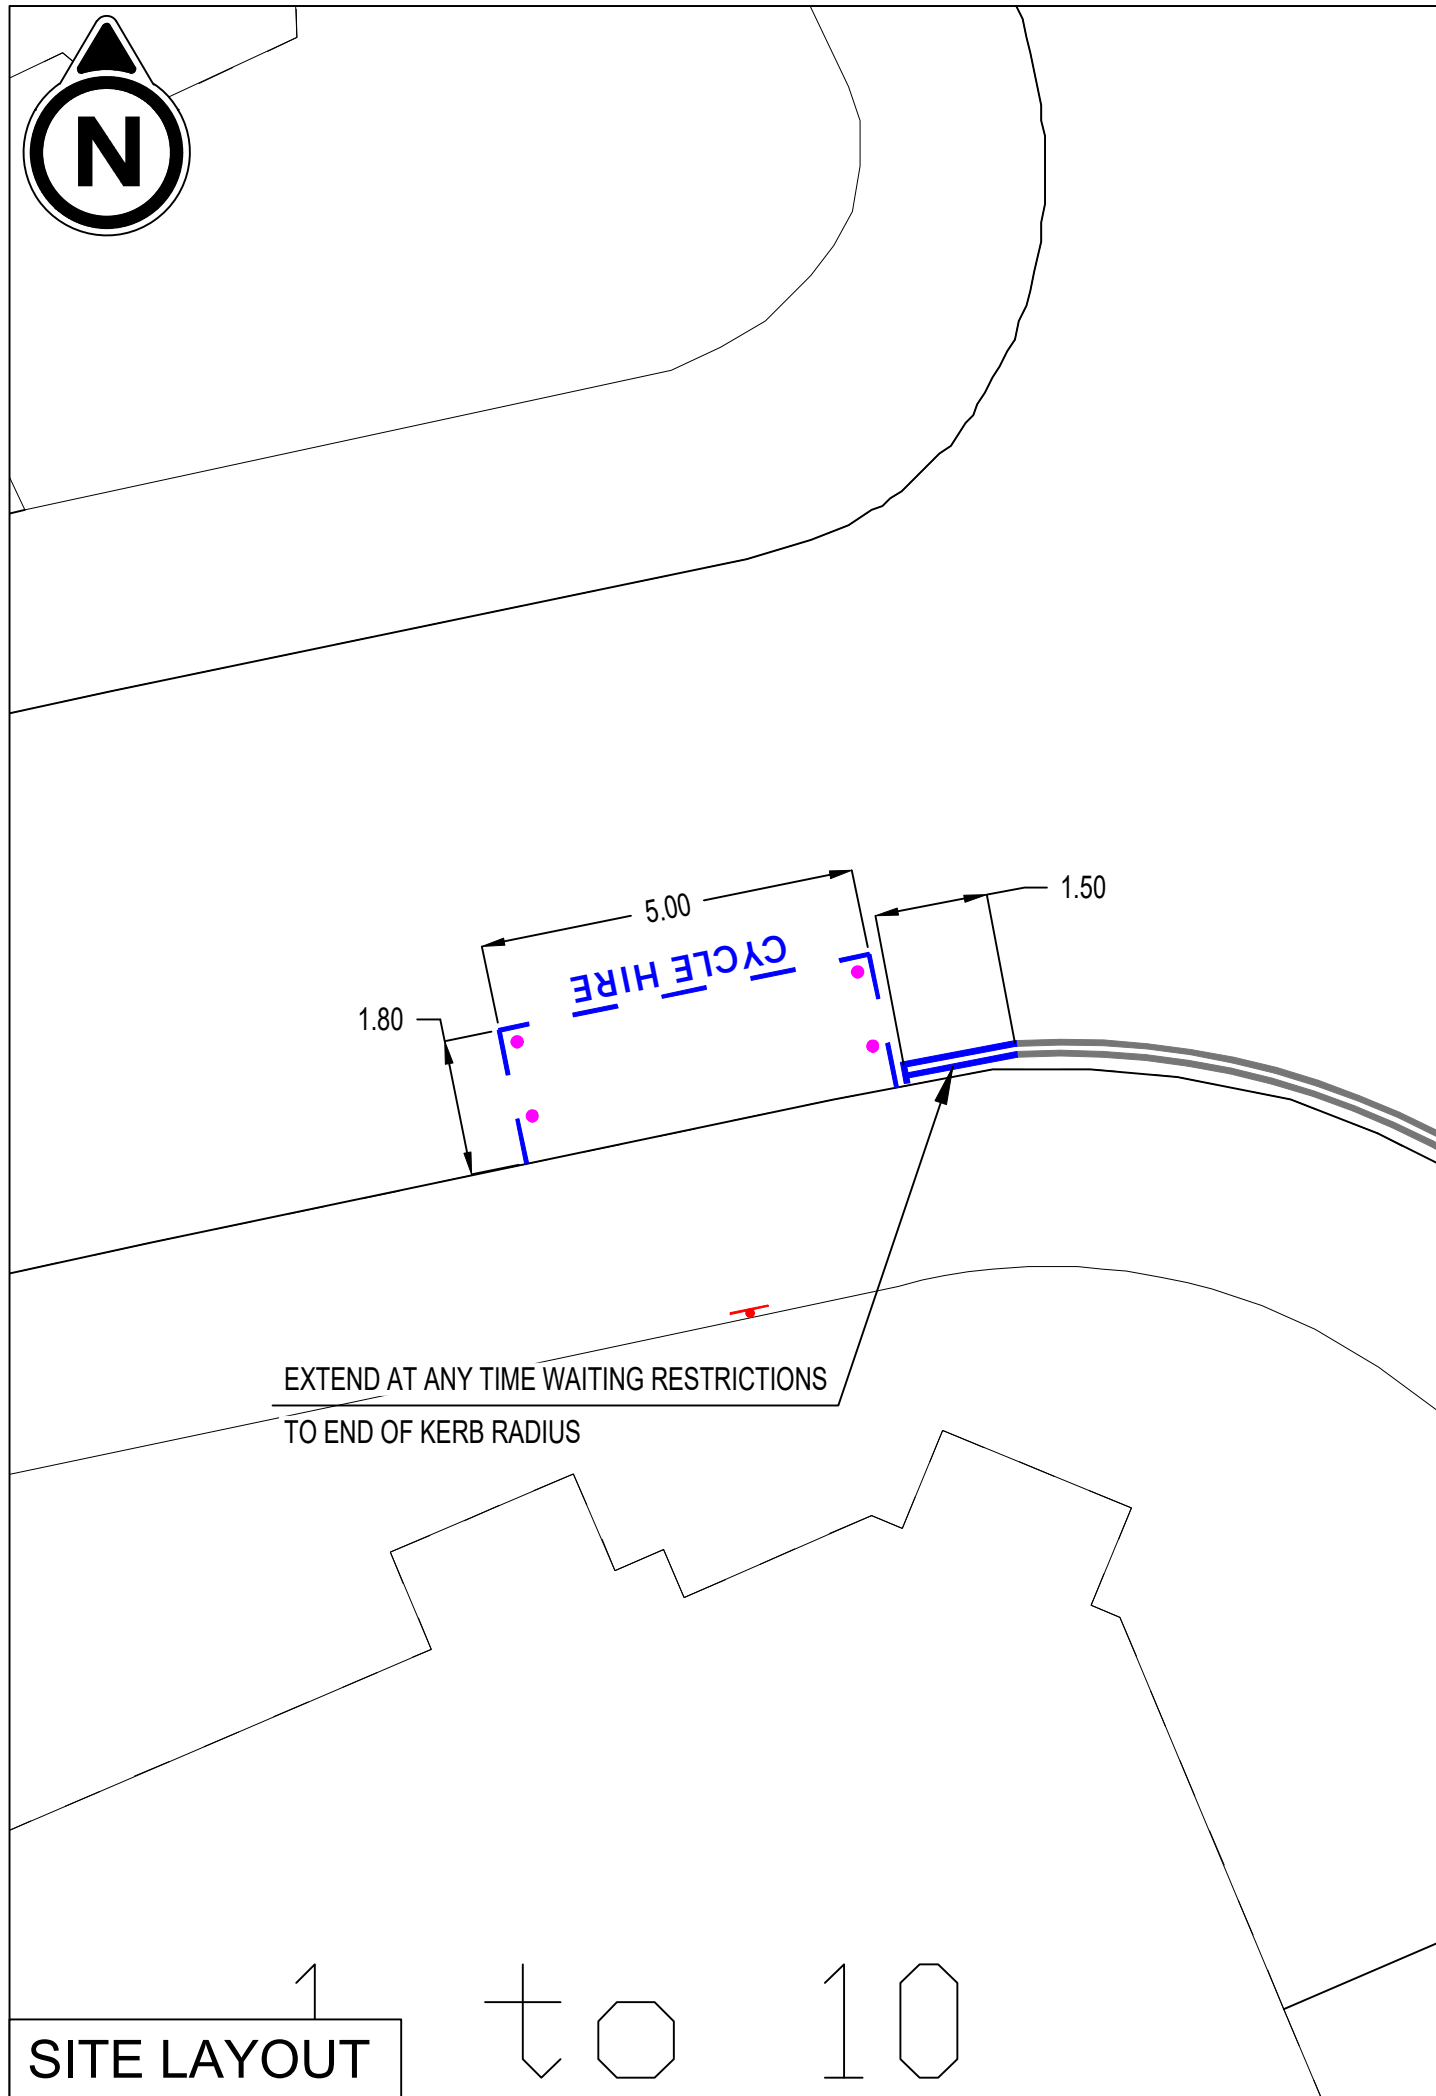 N
5.00
1.50
CYCLE HIRE
1.80
EXTEND AT ANY TIME WAITING RESTRICTIONS
TO END OF KERB RADIUS
1 to 10
SITE LAYOUT